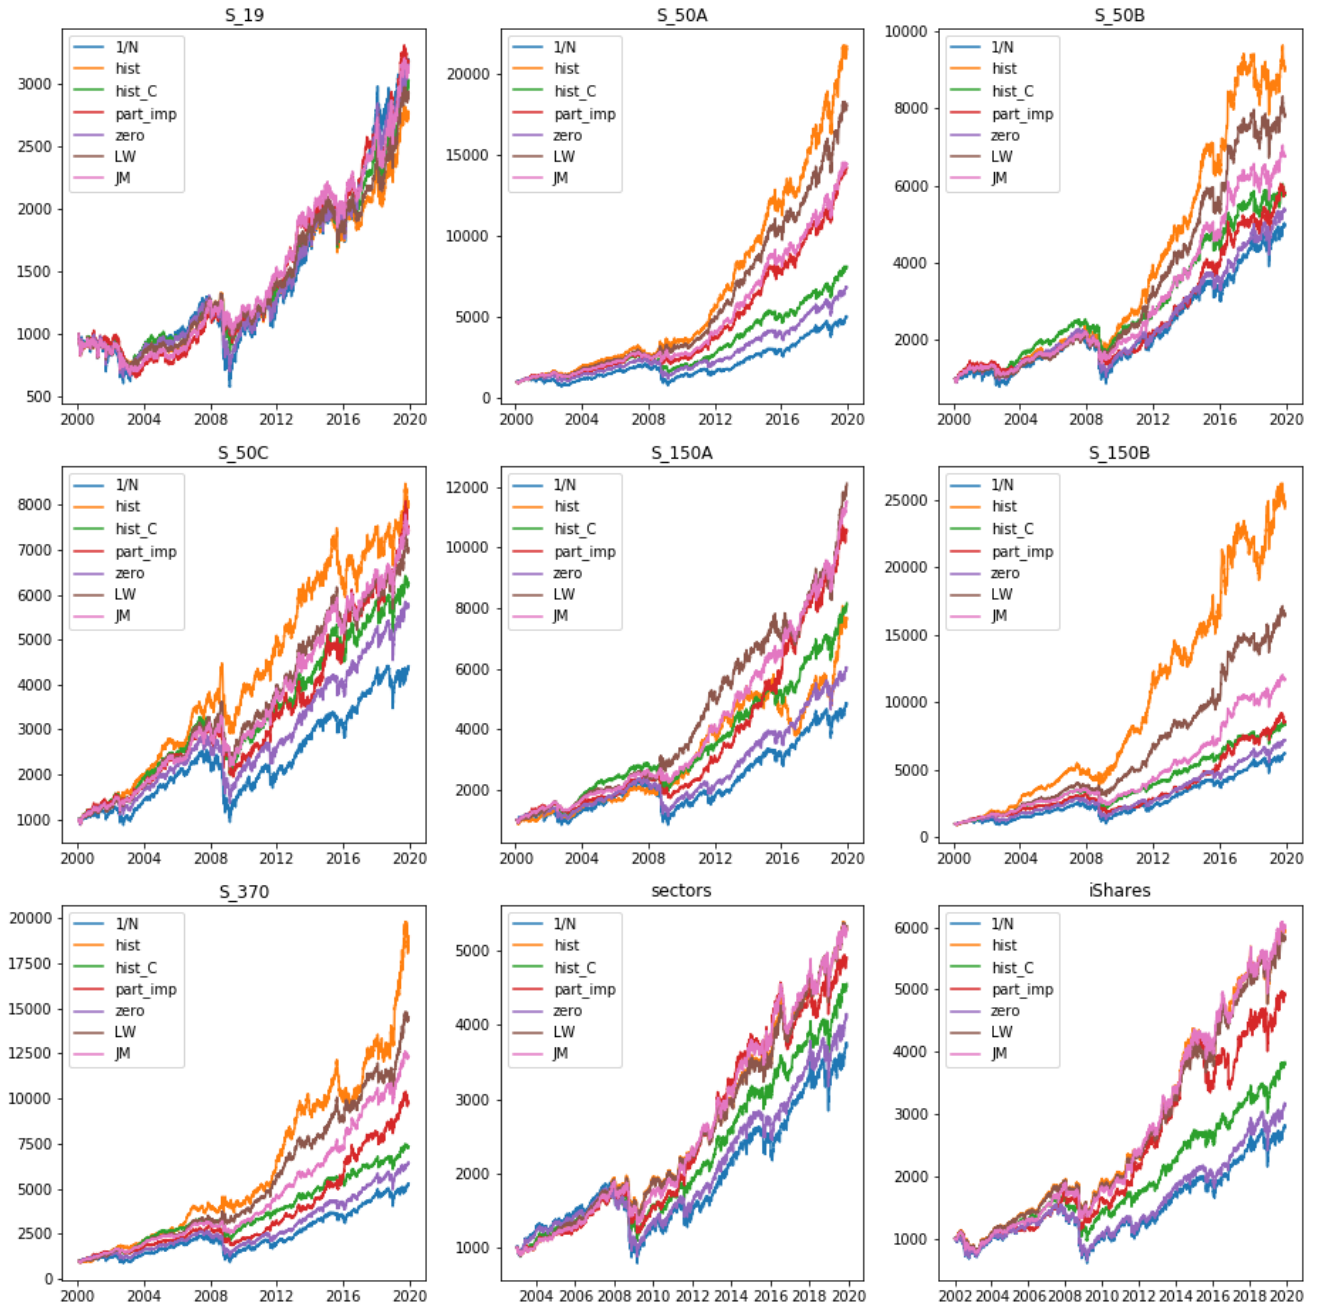 S_19
1/N
hist
hist_C
part_imp
zero
LW
JM
3000
2500
2000
1500
1000
500
2000 2004 2008 2012 2016 2020
S_50A
1/N
hist
hist_C
part_imp
zero
LW
JM
20000
15000
10000
5000
0
2000 2004 2008 2012 2016 2020
S_50B
1/N
hist
hist_C
part_imp
zero
LW
JM
10000
8000
6000
4000
2000
2000 2004 2008 2012 2016 2020
S_50C
1/N
hist
hist_C
part_imp
zero
LW
JM
8000
7000
6000
5000
4000
3000
2000
1000
2000 2004 2008 2012 2016 2020
S_150A
1/N
hist
hist_C
part_imp
zero
LW
JM
12000
10000
8000
6000
4000
2000
2000 2004 2008 2012 2016 2020
S_150B
1/N
hist
hist_C
part_imp
zero
LW
JM
25000
20000
15000
10000
5000
0
2000 2004 2008 2012 2016 2020
S_370
1/N
hist
hist_C
part_imp
zero
LW
JM
20000
17500
15000
12500
10000
7500
5000
2500
0
2000 2004 2008 2012 2016 2020
sectors
1/N
hist
hist_C
part_imp
zero
LW
JM
5000
4000
3000
2000
1000
2004 2006 2008 2010 2012 2014 2016 2018 2020
iShares
1/N
hist
hist_C
part_imp
zero
LW
JM
6000
5000
4000
3000
2000
1000
2002 2004 2006 2008 2010 2012 2014 2016 2018 2020